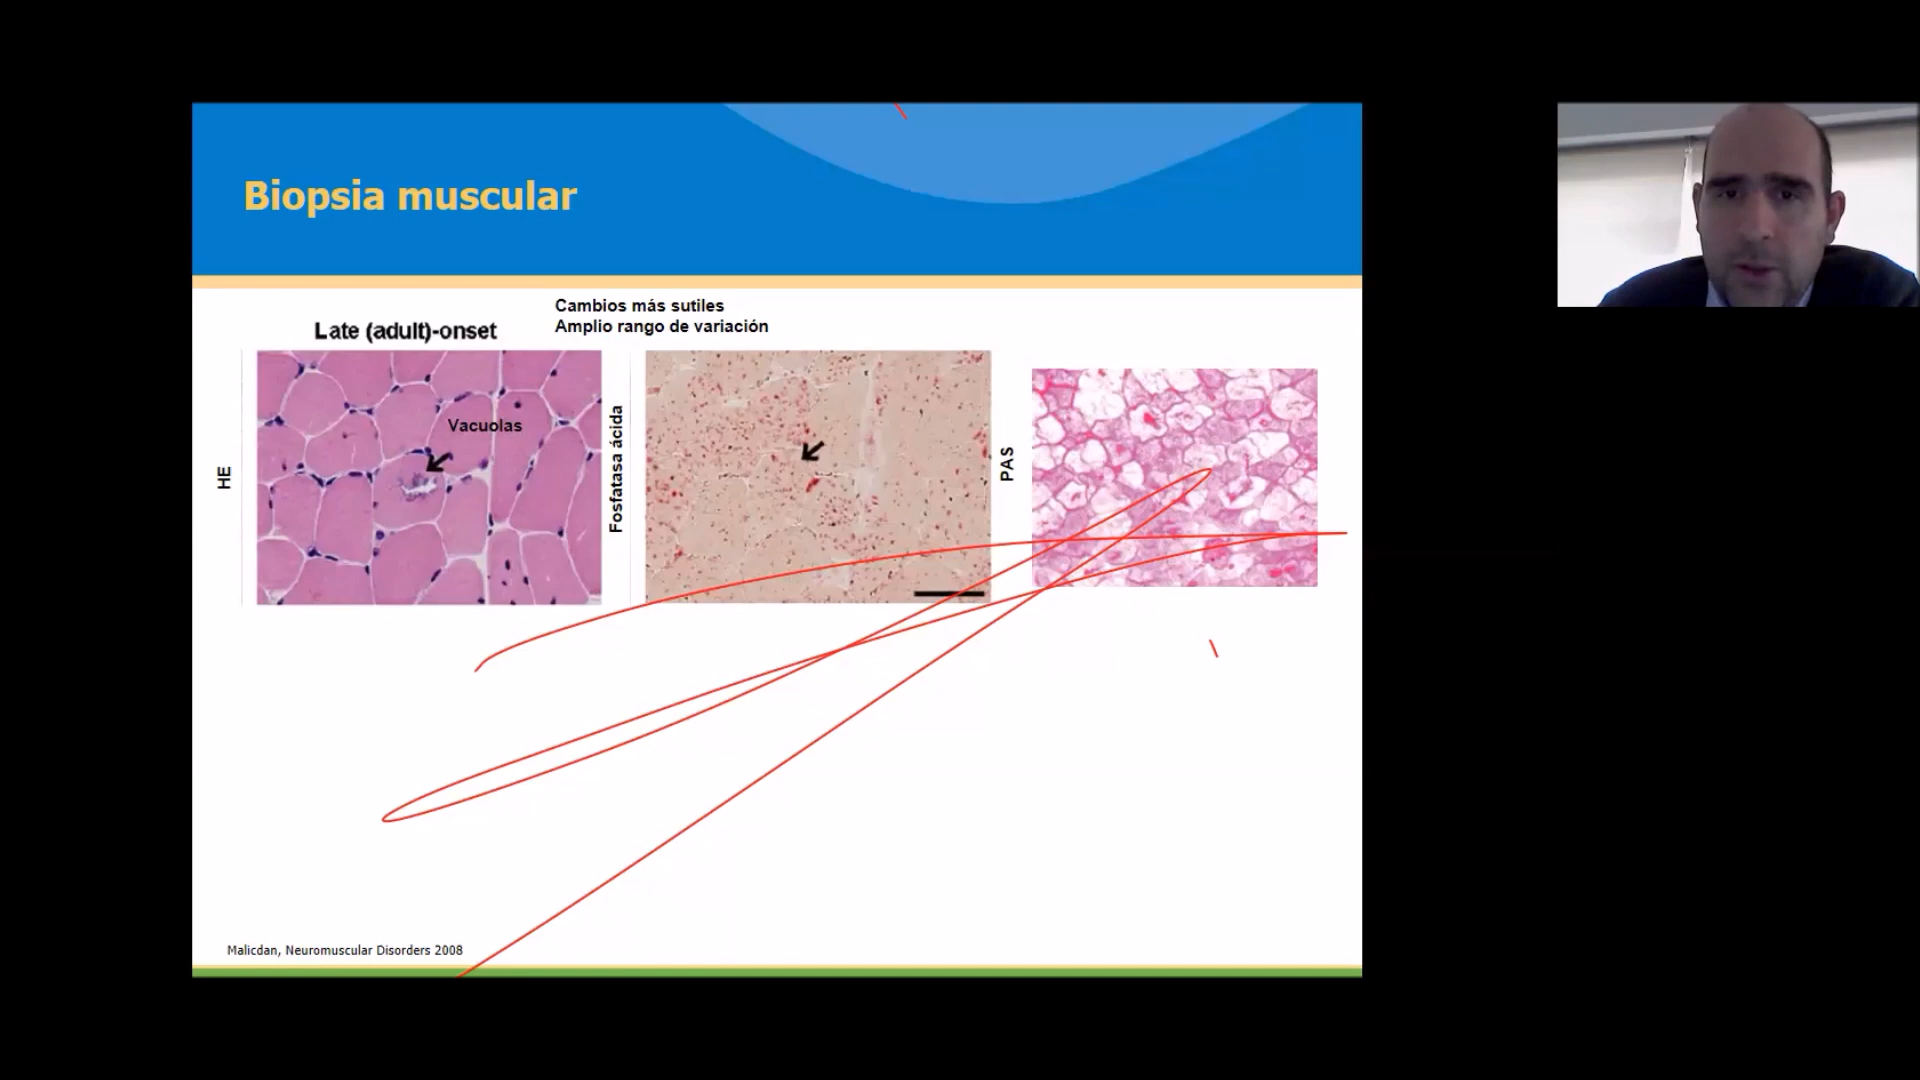 Biopsia muscular
Cambios más sutiles
Amplio rango de variación
Late (adult)-onset
HE
Vacuolas
Fosfatasa ácida
PAS
Malicdan, Neuromuscular Disorders 2008